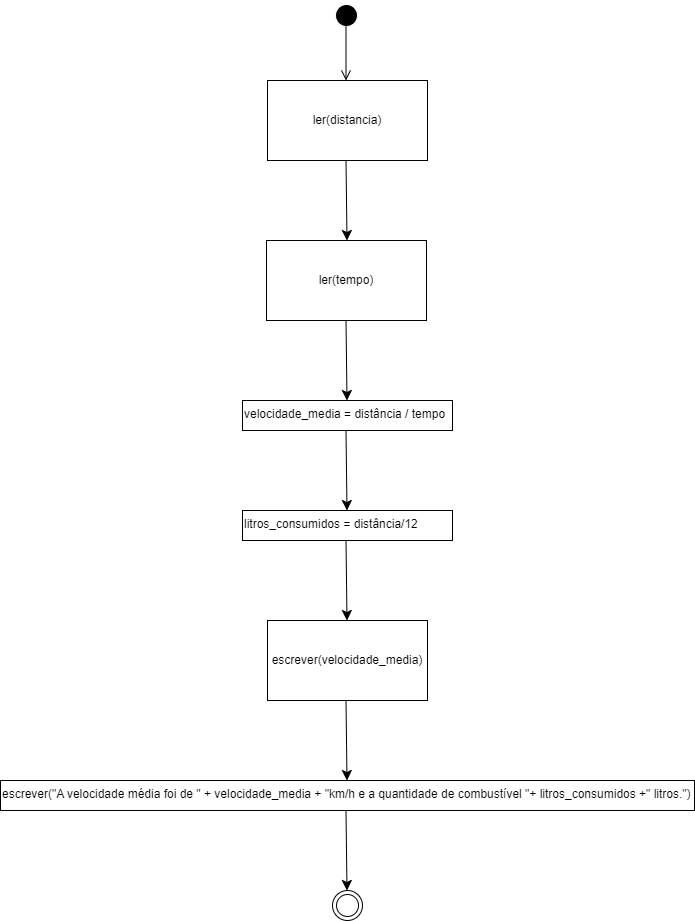 ler(distancia)
ler(tempo)
velocidade_media = distância / tempo
litros_consumidos = distância/12
escrever(velocidade_media)
escrever("A velocidade média foi de " + velocidade_media + "km/h e a quantidade de combustível "+ litros_consumidos +" litros.")